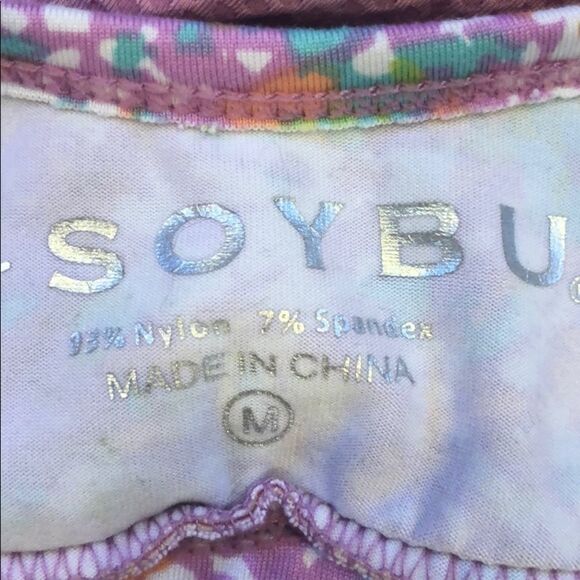 SOYBU
93% Nylon 7% Spandex
MADE IN CHINA
M